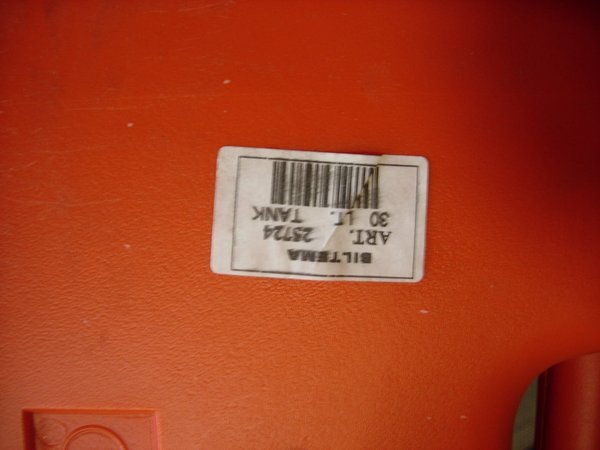 BILTEMA
ART. 25724
30 LT. TANK